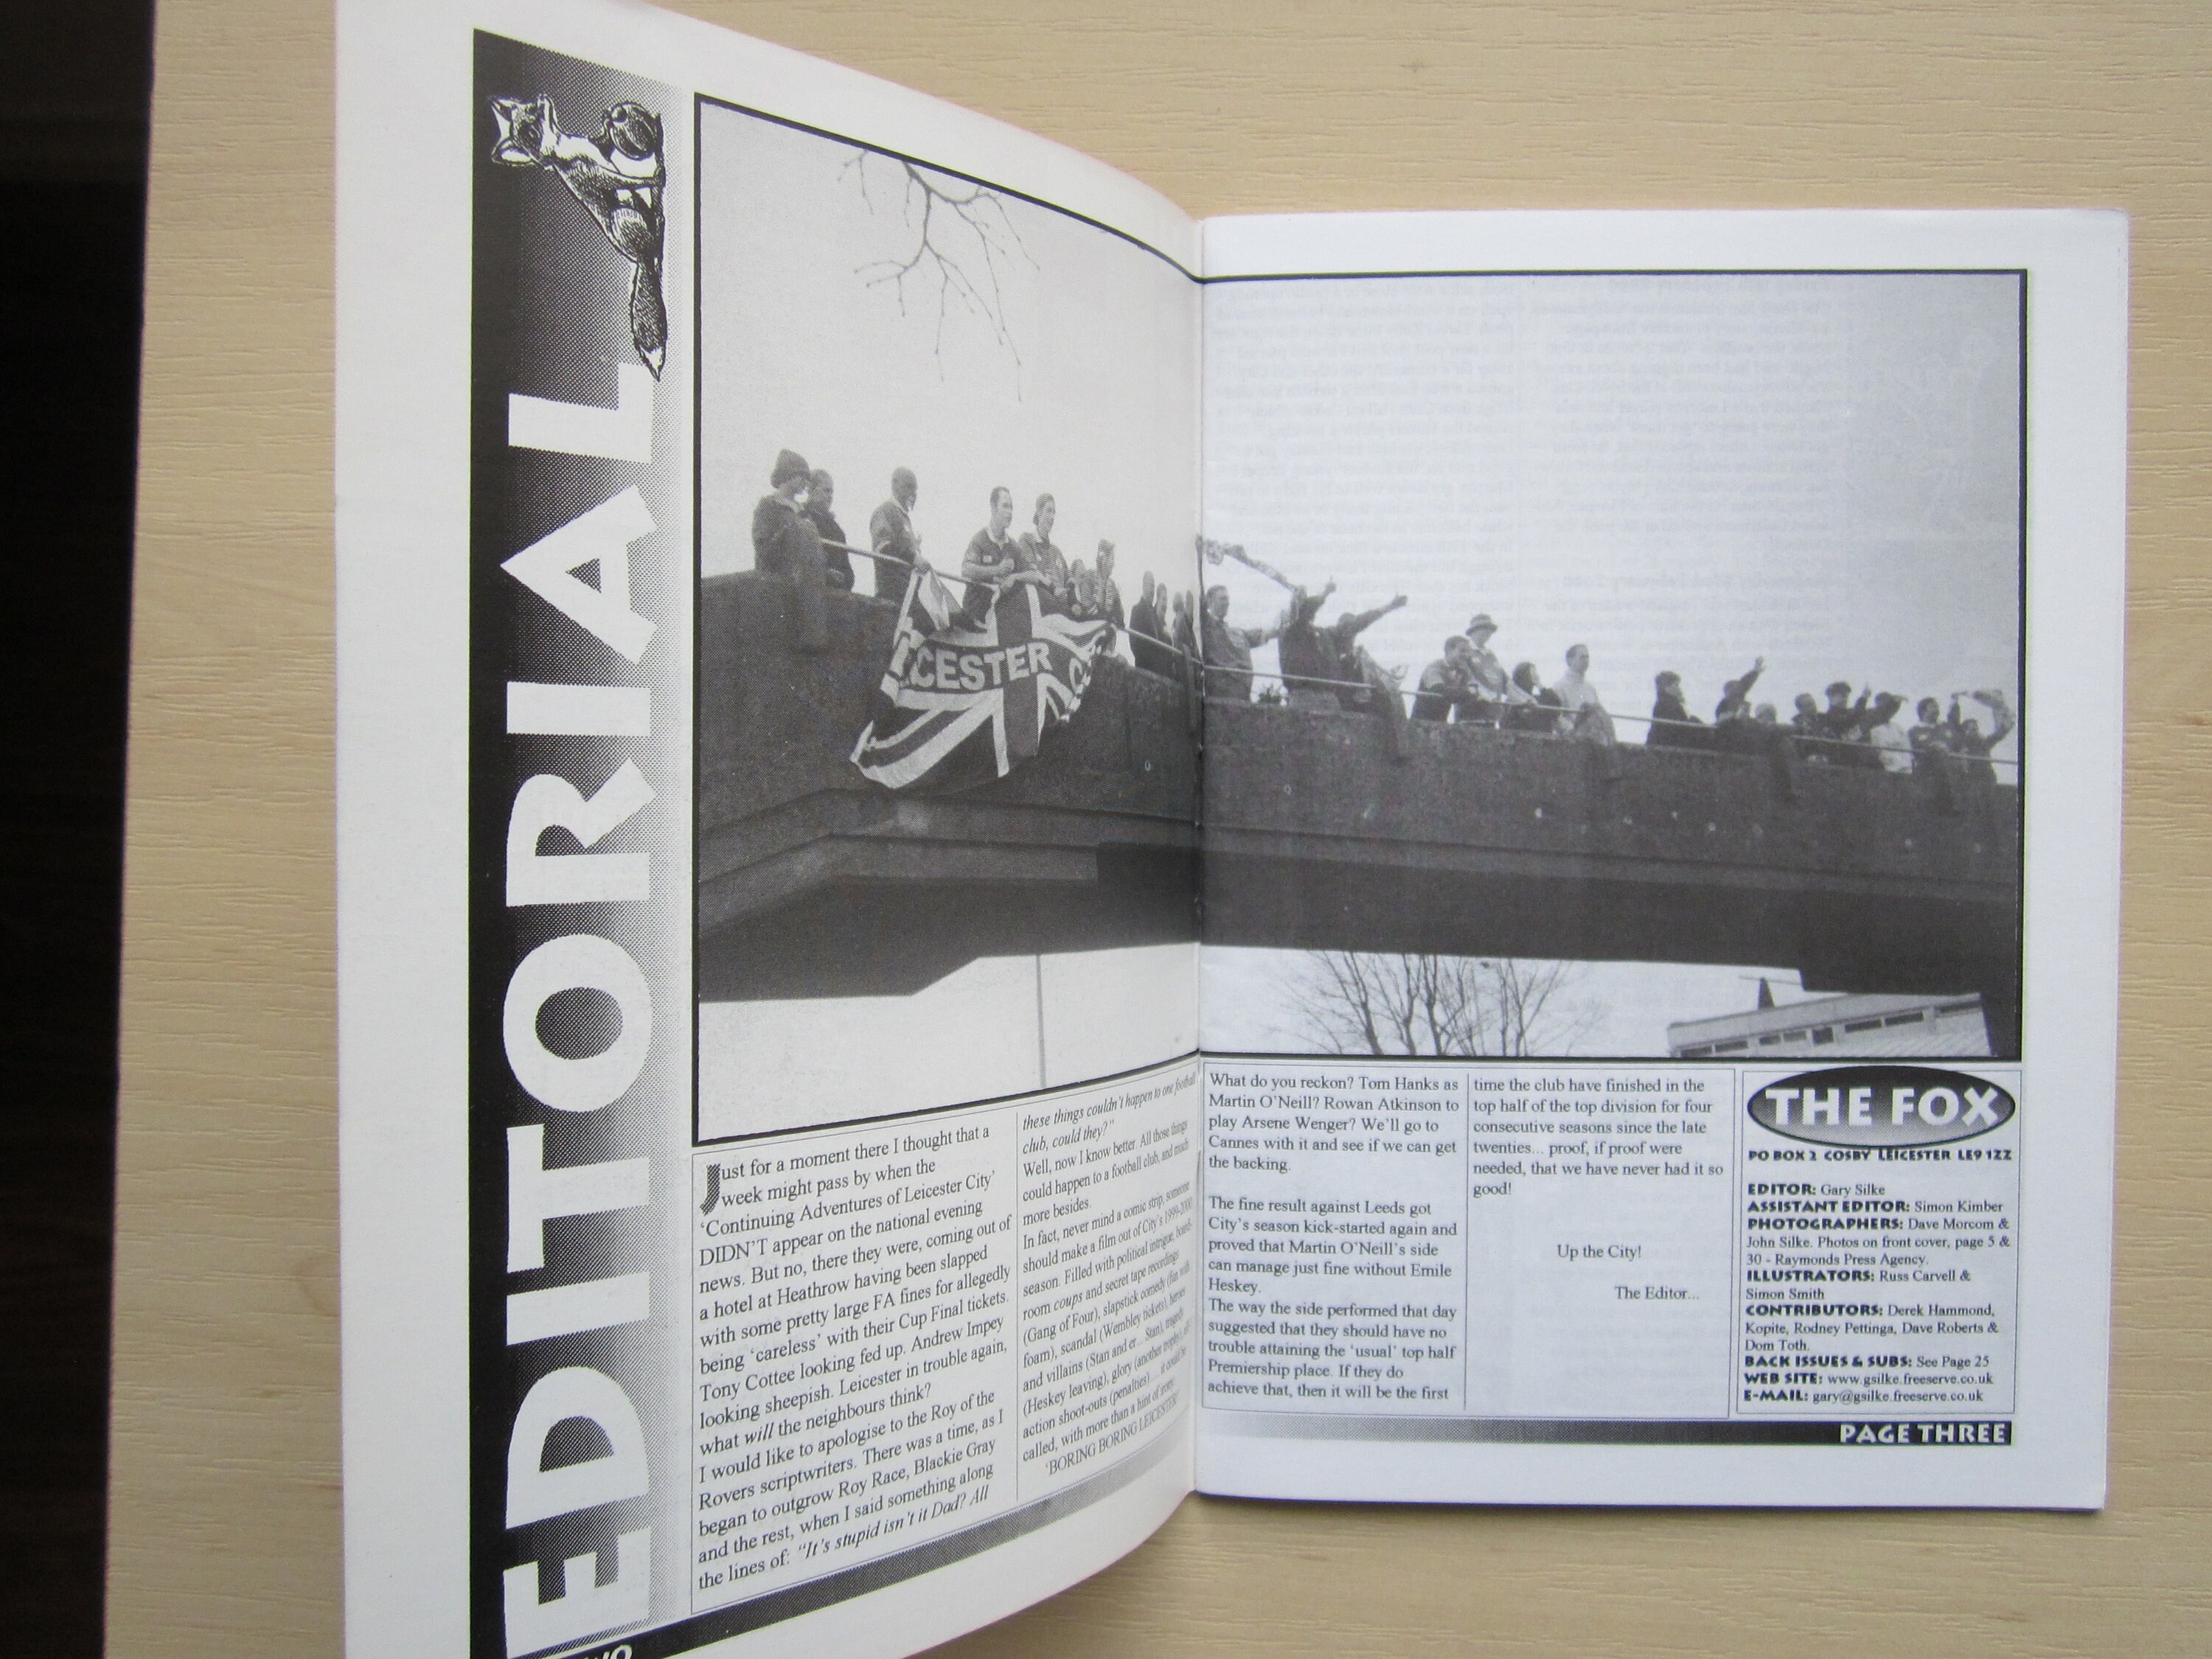 EDITORIAL
CESTER
Just for a moment there I thought that a
week might pass by when the
'Continuing Adventures of Leicester City'
DIDN'T appear on the national evening
news. But no, there they were, coming out of
a hotel at Heathrow having been slapped
with some pretty large FA fines for allegedly
being 'careless' with their Cup Final tickets.
Tony Cottee looking fed up. Andrew Impey
looking sheepish. Leicester in trouble again,
what will the neighbours think?
I would like to apologise to the Roy of the
Rovers scriptwriters. There was a time, as I
began to outgrow Roy Race, Blackie Gray
and the rest, when I said something along
the lines of: "It's stupid isn't it Dad? All
these things couldn't happen to one football
club, could they?"
Well, now I know better. All those things
could happen to a football club, and much
more besides.
In fact, never mind a comic strip, someone
should make a film out of City's 1999-2000
season. Filled with political intrigue, board-
room coups and secret tape recordings
(Gang of Four), slapstick comedy (fun with
foam), scandal (Wembley tickets), heroes
and villains (Stan and er... Stan), tragedy
(Heskey leaving), glory (another trophy),
action shoot-outs (penalties)... it could be
called, with more than a hint of irony:
'BORING BORING LEICESTER'
What do you reckon? Tom Hanks as
Martin O'Neill? Rowan Atkinson to
play Arsene Wenger? We'll go to
Cannes with it and see if we can get
the backing.
The fine result against Leeds got
City's season kick-started again and
proved that Martin O'Neill's side
can manage just fine without Emile
Heskey.
The way the side performed that day
suggested that they should have no
trouble attaining the 'usual' top half
Premiership place. If they do
achieve that, then it will be the first
time the club have finished in the
top half of the top division for four
consecutive seasons since the late
twenties... proof, if proof were
needed, that we have never had it so
good!
Up the City!
The Editor...
THE FOX
PO BOX 2 COSBY LEICESTER LE9 1ZZ
EDITOR: Gary Silke
ASSISTANT EDITOR: Simon Kimber
PHOTOGRAPHERS: Dave Morcom &
John Silke. Photos on front cover, page 5 &
30 - Raymonds Press Agency.
ILLUSTRATORS: Russ Carvell &
Simon Smith
CONTRIBUTORS: Derek Hammond,
Kopite, Rodney Pettinga, Dave Roberts &
Dom Toth.
BACK ISSUES & SUBS: See Page 25
WEB SITE: www.gsilke.freeserve.co.uk
E-MAIL: gary@gsilke.freeserve.co.uk
PAGE THREE